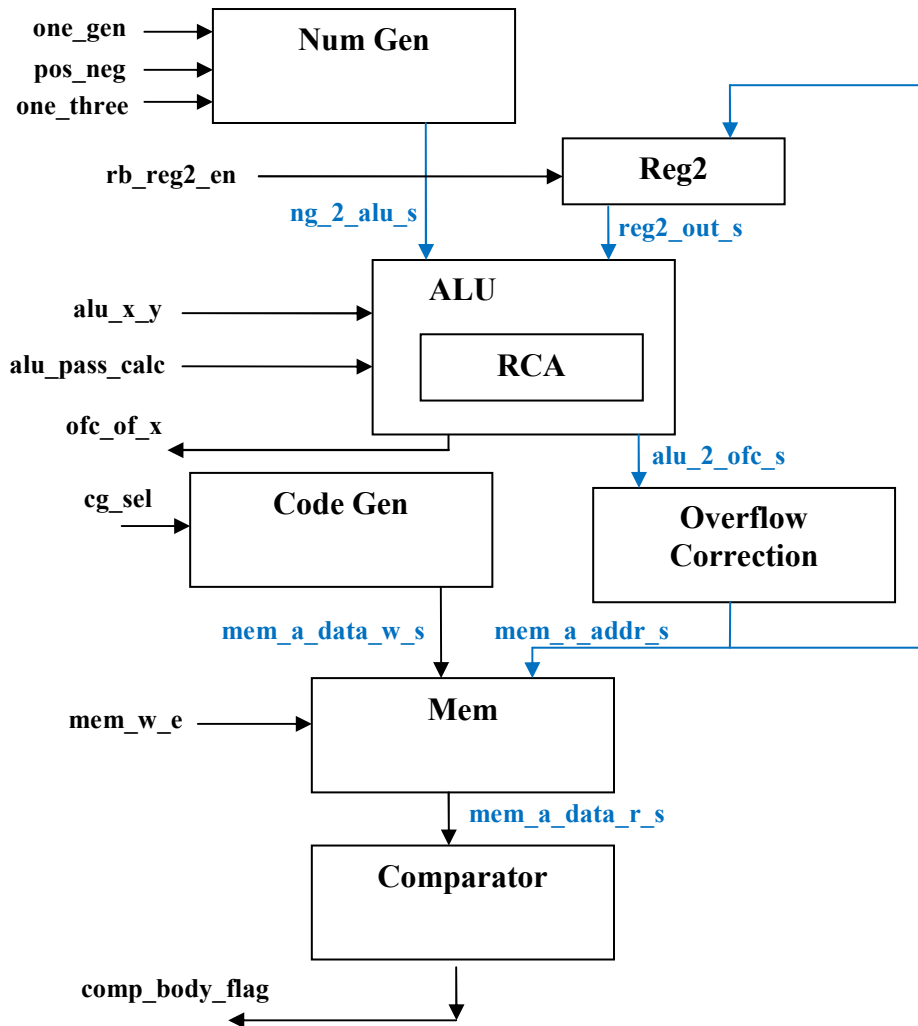 one_gen
Num Gen
pos_neg
one_three
rb_reg2_en
Reg2
ng_2_alu_s
reg2_out_s
ALU
alu_x_y
RCA
alu_pass_calc
ofc_of_x
alu_2_ofc_s
cg_sel
Code Gen
Overflow
Correction
mem_a_data_w_s
mem_a_addr_s
Mem
mem_w_e
mem_a_data_r_s
Comparator
comp_body_flag